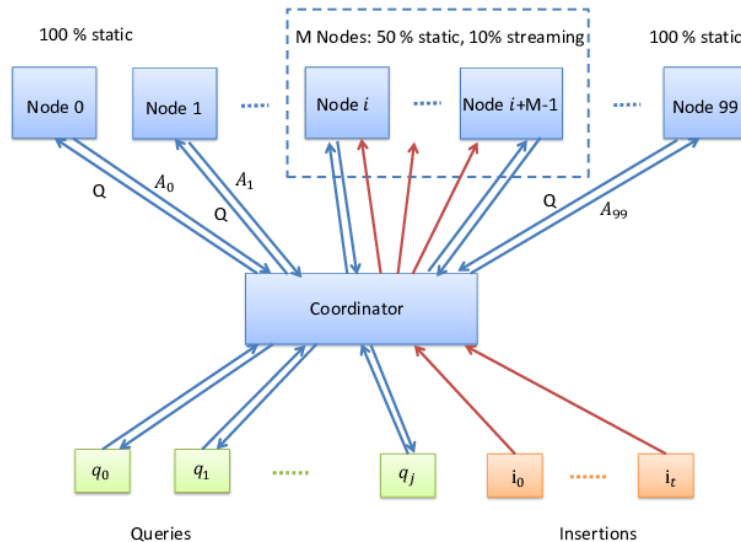 100 % static
M Nodes: 50 % static, 10% streaming
100 % static
Node 0
Node 1
Node i
Node i+M-1
Node 99
Q
A₀
A₁
Q
Q
A₉₉
Coordinator
q₀
q₁
qⱼ
i₀
iₜ
Queries
Insertions